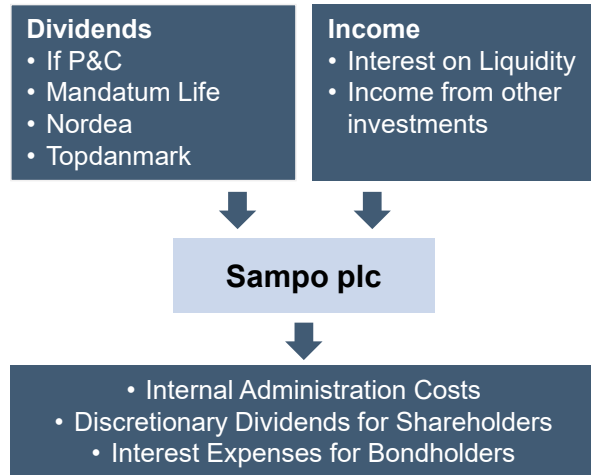 Dividends
• If P&C
• Mandatum Life
• Nordea
• Topdanmark
Income
• Interest on Liquidity
• Income from other
investments
Sampo plc
• Internal Administration Costs
• Discretionary Dividends for Shareholders
• Interest Expenses for Bondholders